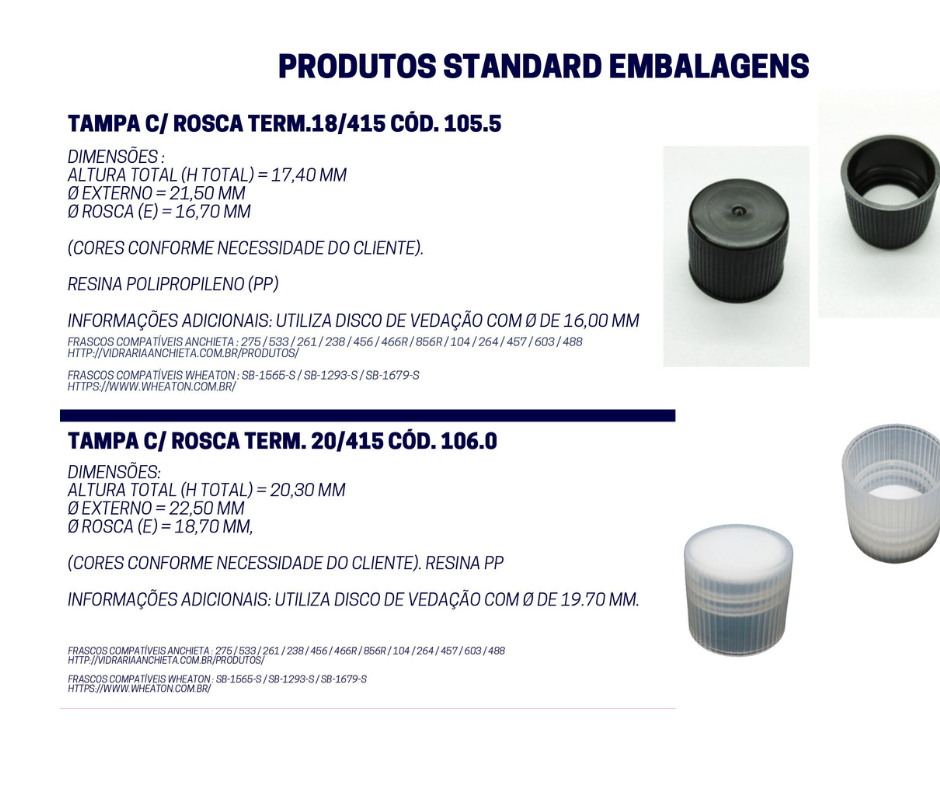 PRODUTOS STANDARD EMBALAGENS
TAMPA C/ ROSCA TERM.18/415 CÓD. 105.5
DIMENSÕES :
ALTURA TOTAL (H TOTAL) = 17,40 MM
Ø EXTERNO = 21,50 MM
Ø ROSCA (E) = 16,70 MM
(CORES CONFORME NECESSIDADE DO CLIENTE).
RESINA POLIPROPILENO (PP)
INFORMAÇÕES ADICIONAIS: UTILIZA DISCO DE VEDAÇÃO COM Ø DE 16,00 MM
FRASCOS COMPATÍVEIS ANCHIETA : 275 / 533 / 261 / 238 / 456 / 466R / 856R / 104 / 264 / 457 / 603 / 488
HTTP://VIDRARIAANCHIETA.COM.BR/PRODUTOS/
FRASCOS COMPATÍVEIS WHEATON : SB-1565-S / SB-1293-S / SB-1679-S
HTTPS://WWW.WHEATON.COM.BR/
TAMPA C/ ROSCA TERM. 20/415 CÓD. 106.0
DIMENSÕES:
ALTURA TOTAL (H TOTAL) = 20,30 MM
Ø EXTERNO = 22,50 MM
Ø ROSCA (E) = 18,70 MM,
(CORES CONFORME NECESSIDADE DO CLIENTE). RESINA PP
INFORMAÇÕES ADICIONAIS: UTILIZA DISCO DE VEDAÇÃO COM Ø DE 19.70 MM.
FRASCOS COMPATÍVEIS ANCHIETA : 275 / 533 / 261 / 238 / 456 / 466R / 856R / 104 / 264 / 457 / 603 / 488
HTTP://VIDRARIAANCHIETA.COM.BR/PRODUTOS/
FRASCOS COMPATÍVEIS WHEATON : SB-1565-S / SB-1293-S / SB-1679-S
HTTPS://WWW.WHEATON.COM.BR/